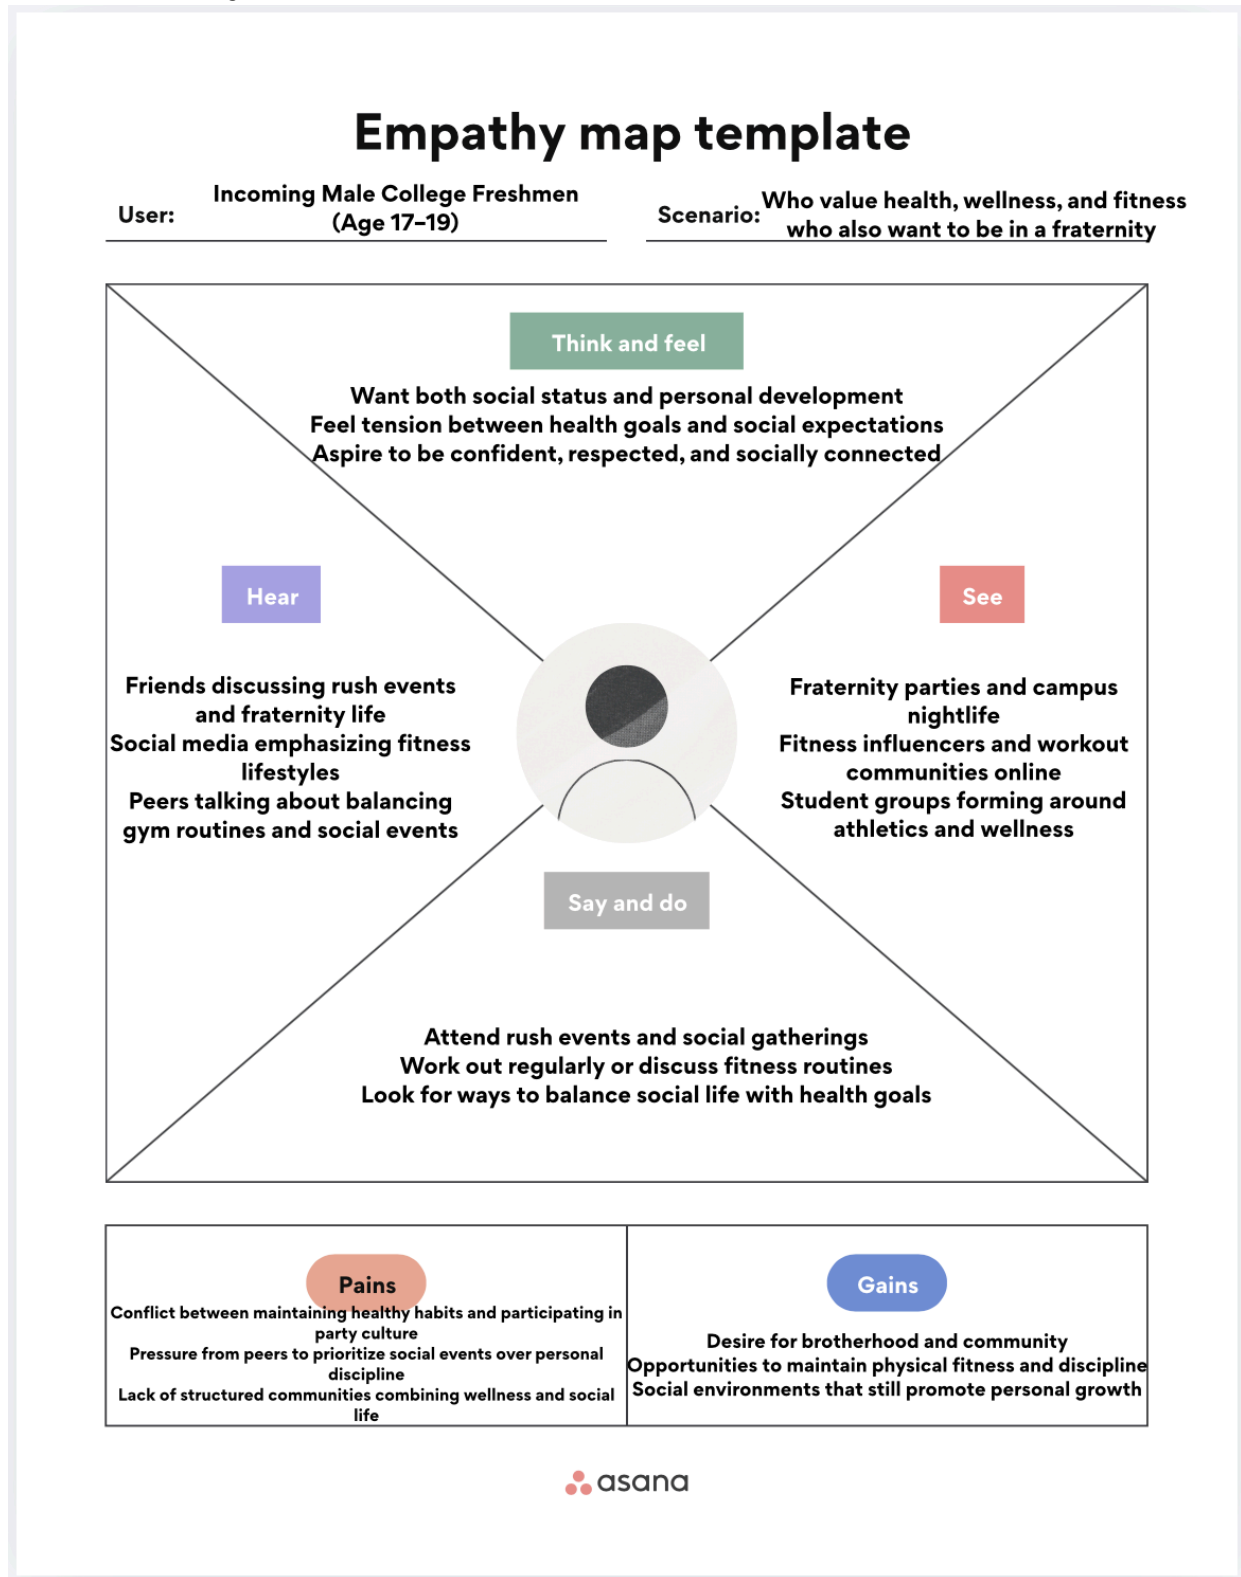 Empathy map template
User:
Incoming Male College Freshmen
(Age 17–19)
Scenario:
Who value health, wellness, and fitness
who also want to be in a fraternity
Think and feel
Want both social status and personal development
Feel tension between health goals and social expectations
Aspire to be confident, respected, and socially connected
Hear
Friends discussing rush events
and fraternity life
Social media emphasizing fitness
lifestyles
Peers talking about balancing
gym routines and social events
See
Fraternity parties and campus
nightlife
Fitness influencers and workout
communities online
Student groups forming around
athletics and wellness
Say and do
Attend rush events and social gatherings
Work out regularly or discuss fitness routines
Look for ways to balance social life with health goals
Pains
Conflict between maintaining healthy habits and participating in
party culture
Pressure from peers to prioritize social events over personal
discipline
Lack of structured communities combining wellness and social
life
Gains
Desire for brotherhood and community
Opportunities to maintain physical fitness and discipline
Social environments that still promote personal growth
asana